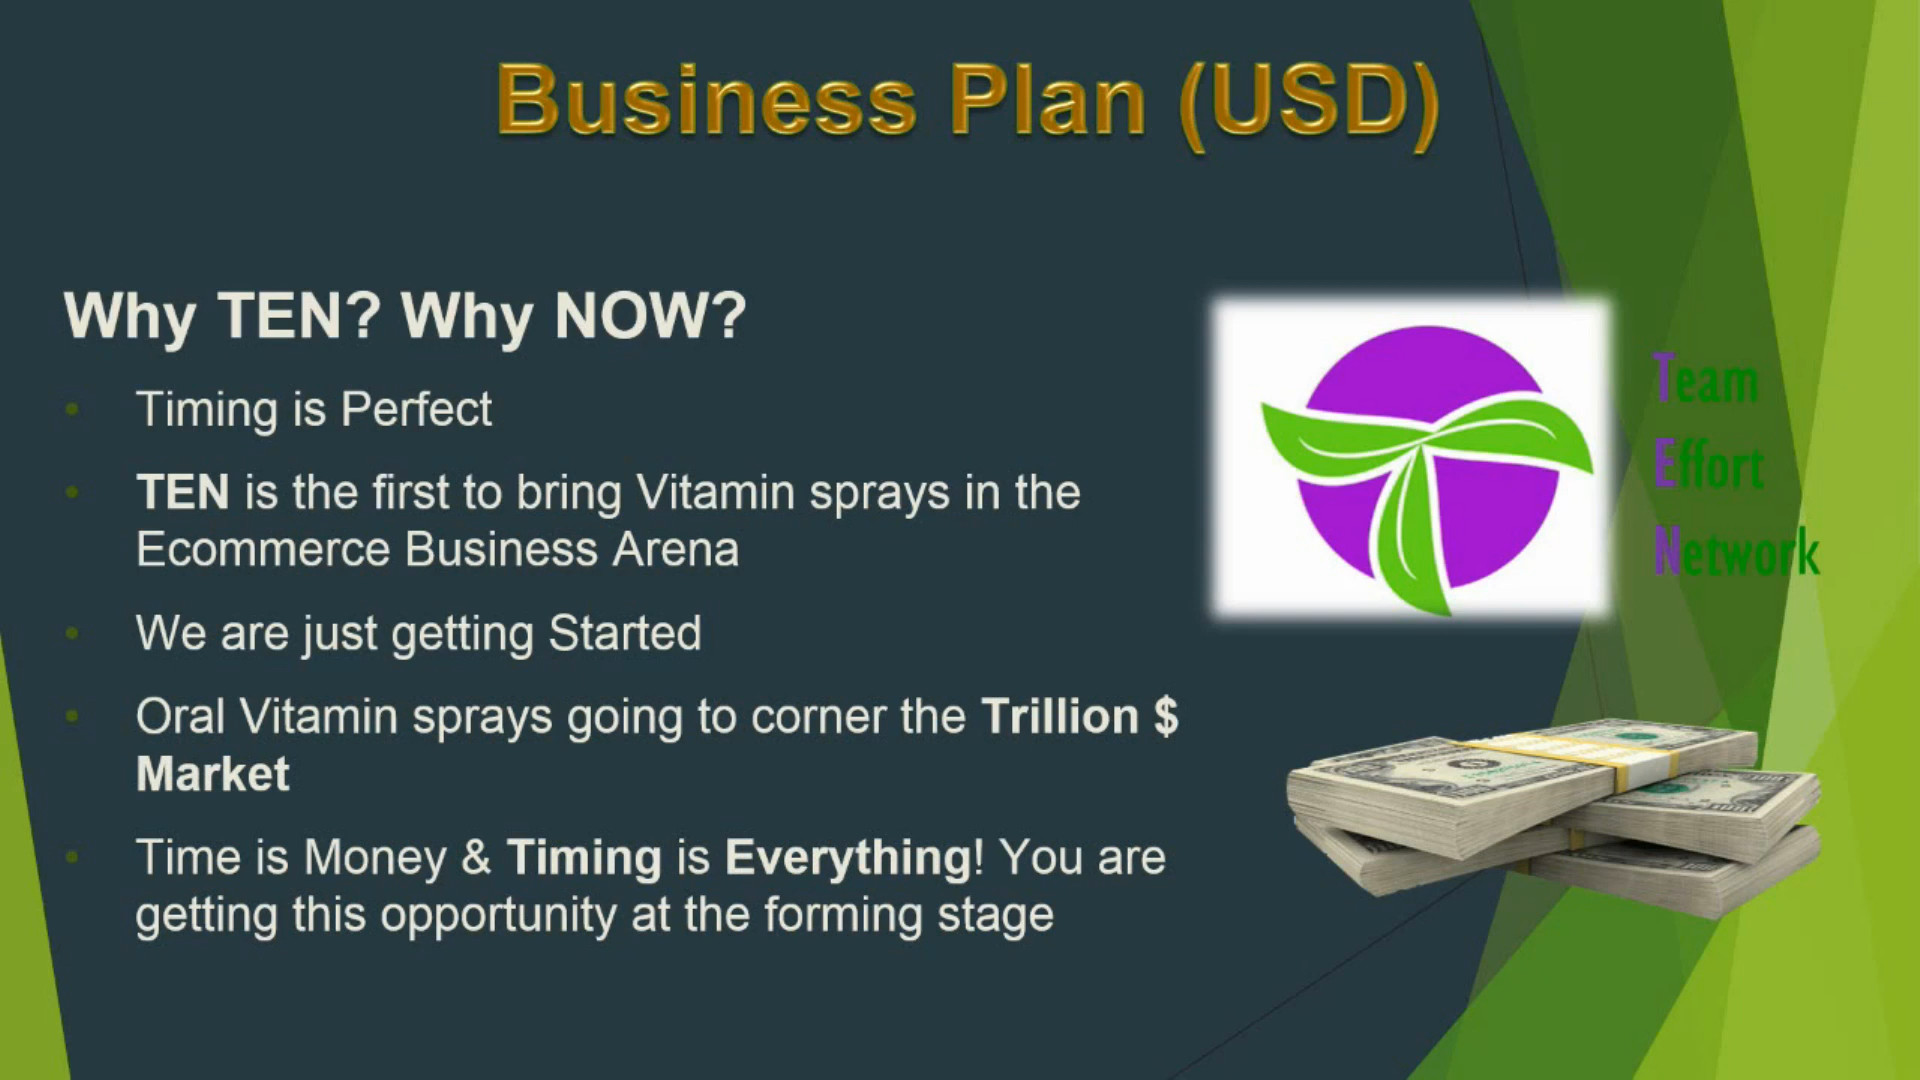 Business Plan (USD)
Why TEN? Why NOW?
• Timing is Perfect
• TEN is the first to bring Vitamin sprays in the
Ecommerce Business Arena
• We are just getting Started
• Oral Vitamin sprays going to corner the Trillion $
Market
• Time is Money & Timing is Everything! You are
getting this opportunity at the forming stage
Team
Effort
Network